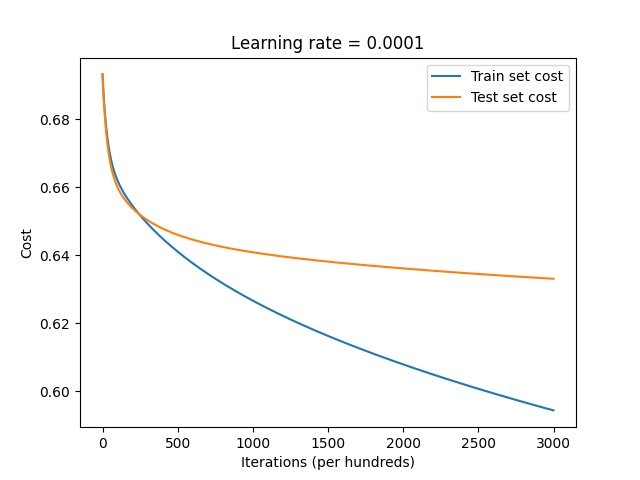 Learning rate = 0.0001
Train set cost
Test set cost
0.68
0.66
0.64
0.62
0.60
Cost
0 500 1000 1500 2000 2500 3000
Iterations (per hundreds)